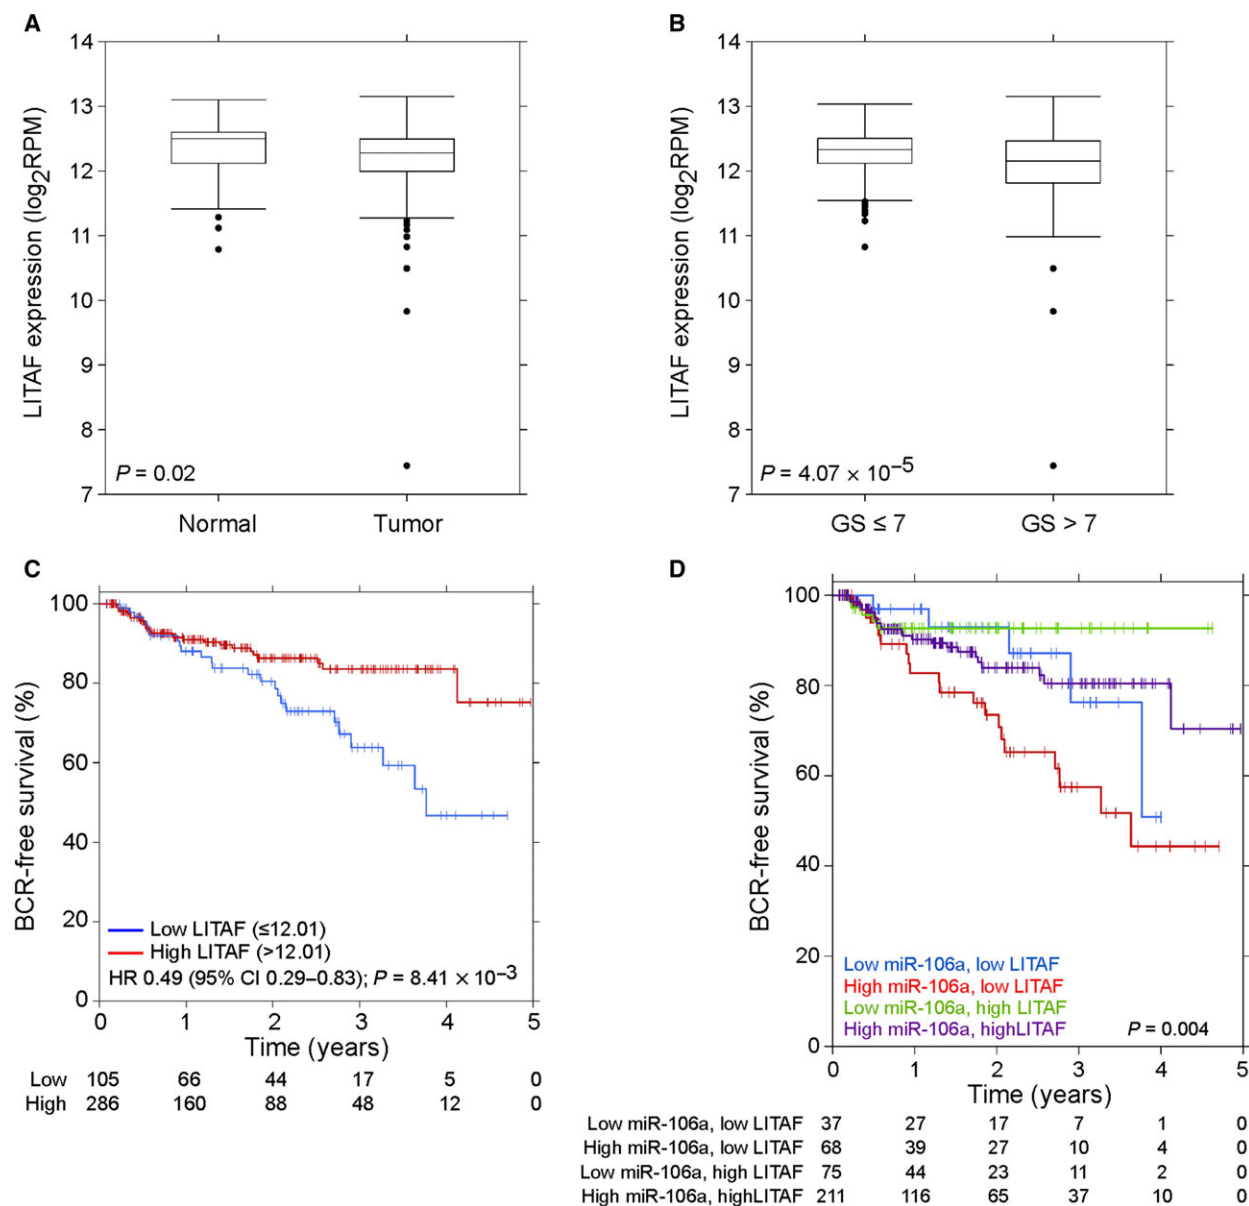 A
14
13
12
11
10
9
8
7
LITAF expression (log2RPM)
P = 0.02
Normal Tumor
B
14
13
12
11
10
9
8
7
LITAF expression (log2RPM)
P = 4.07 × 10−5
GS ≤ 7 GS > 7
C
100
80
60
40
20
0
BCR-free survival (%)
Low LITAF (≤12.01)
High LITAF (>12.01)
HR 0.49 (95% CI 0.29–0.83); P = 8.41 × 10−3
0 1 2 3 4 5
Time (years)
Low 105 66 44 17 5 0
High 286 160 88 48 12 0
D
100
80
60
40
20
0
BCR-free survival (%)
Low miR-106a, low LITAF
High miR-106a, low LITAF
Low miR-106a, high LITAF
High miR-106a, highLITAF
P = 0.004
0 1 2 3 4 5
Time (years)
Low miR-106a, low LITAF 37 27 17 7 1 0
High miR-106a, low LITAF 68 39 27 10 4 0
Low miR-106a, high LITAF 75 44 23 11 2 0
High miR-106a, highLITAF 211 116 65 37 10 0